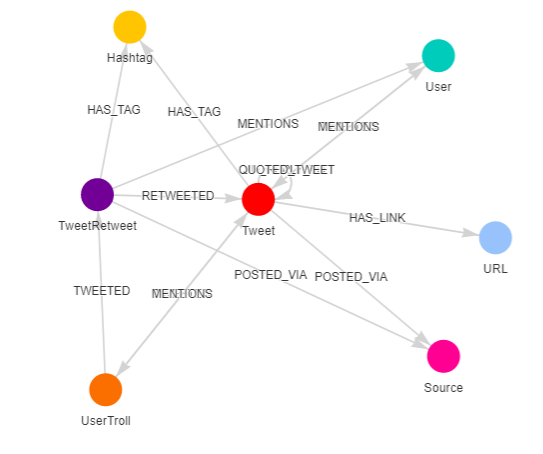 Hashtag
User
HAS_TAG
HAS_TAG
MENTIONS
MENTIONS
QUOTED_TWEET
RETWEETED
TweetRetweet
Tweet
HAS_LINK
URL
POSTED_VIA
POSTED_VIA
TWEETED
MENTIONS
Source
UserTroll